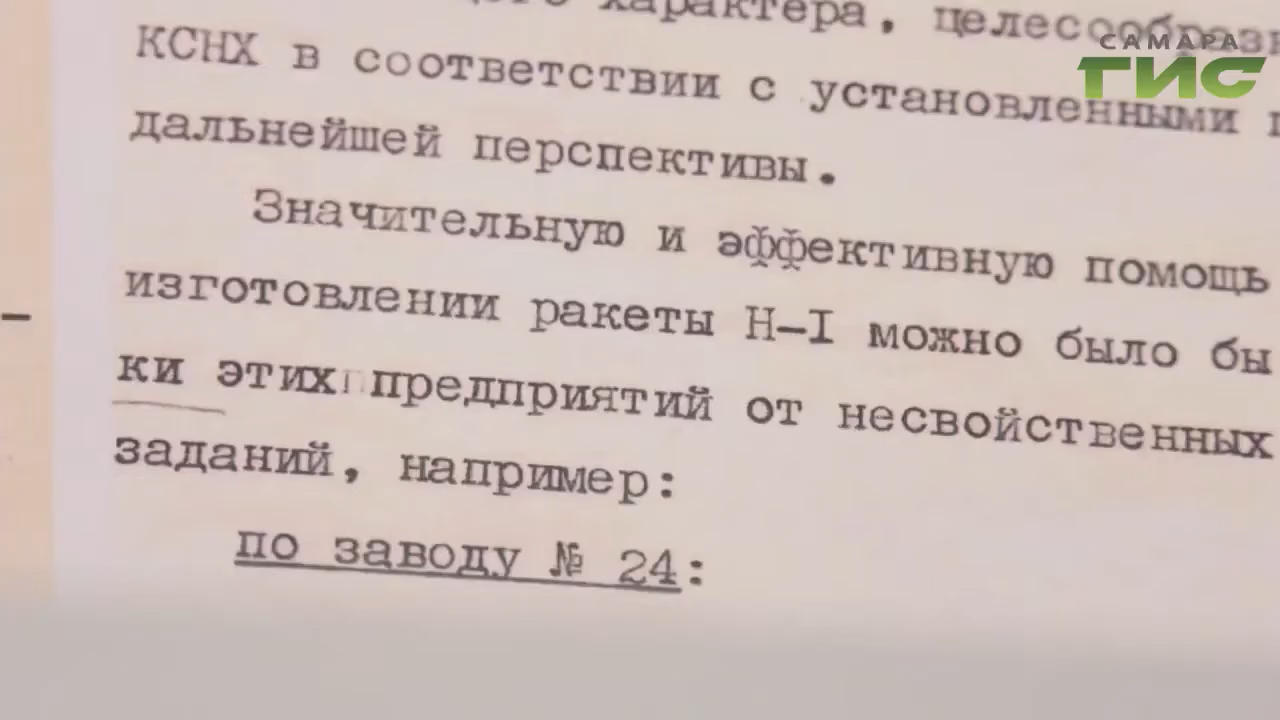 характера, целесообразн
КСНХ в соответствии с установленными
дальнейшей перспективы.
Значительную и эффективную помощь
изготовлении ракеты Н-I можно было бы
ки этих предприятий от несвойственных
заданий, например:
по заводу № 24:
САМАРА
ГИС